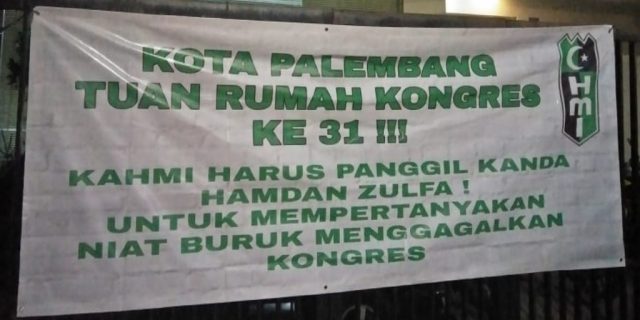 KOTA PALEMBANG
TUAN RUMAH KONGRES
KE 31 !!!
KAHMI HARUS PANGGIL KANDA
HAMDAN ZULFA !
UNTUK MEMPERTANYAKAN
NIAT BURUK MENGGAGALKAN
KONGRES
HMI